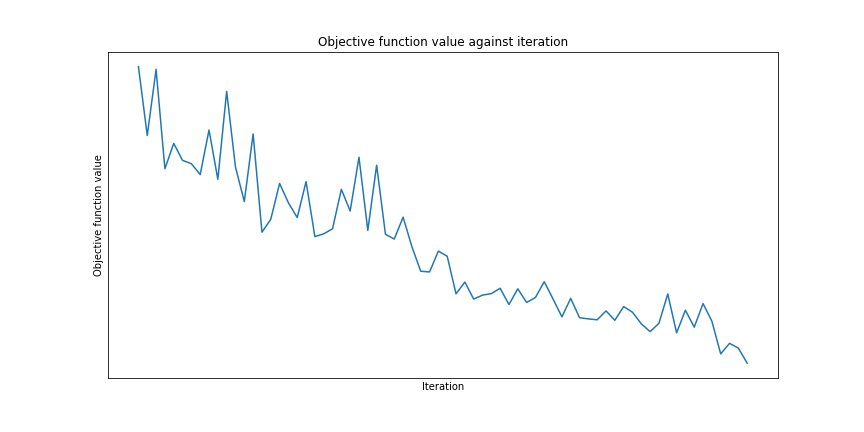 Objective function value against iteration
Objective function value
Iteration